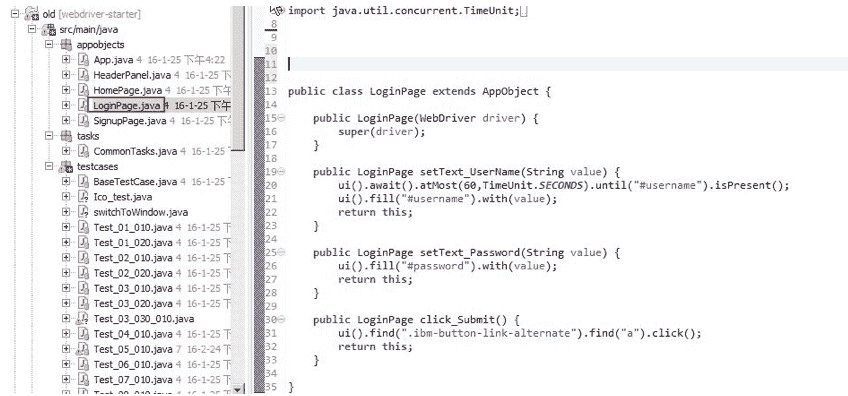 old [webdriver-starter]
src/main/java
appobjects
App.java 4 16-1-25 下午4:22
HeaderPanel.java 4 16-1-25 下
HomePage.java 4 16-1-25 下午
LoginPage.java 4 16-1-25 下午
SignupPage.java 4 16-1-25 下
tasks
CommonTasks.java 4 16-1-25
testcases
BaseTestCase.java 4 16-1-25
Ico_test.java
switchToWindow.java
Test_01_010.java 4 16-1-25 下
Test_01_020.java 4 16-1-25 下
Test_02_010.java 4 16-1-25 下
Test_02_020.java 4 16-1-25 下
Test_03_010.java 4 16-1-25 下
Test_03_020.java 4 16-1-25 下
Test_03_030_010.java
Test_04_010.java 4 16-1-25 下
Test_05_010.java 7 16-2-24 下
Test_06_010.java 4 16-1-25 下
Test_07_010.java 4 16-1-25 下
import java.util.concurrent.TimeUnit;
8
9
10
11
12
13 public class LoginPage extends AppObject {
14
15 public LoginPage(WebDriver driver) {
16 super(driver);
17 }
18
19 public LoginPage setText_UserName(String value) {
20 ui().await().atMost(60,TimeUnit.SECONDS).until("#username").isPresent();
21 ui().fill("#username").with(value);
22 return this;
23 }
24
25 public LoginPage setText_Password(String value) {
26 ui().fill("#password").with(value);
27 return this;
28 }
29
30 public LoginPage click_Submit() {
31 ui().find(".ibm-button-link-alternate").find("a").click();
32 return this;
33 }
34
35 }